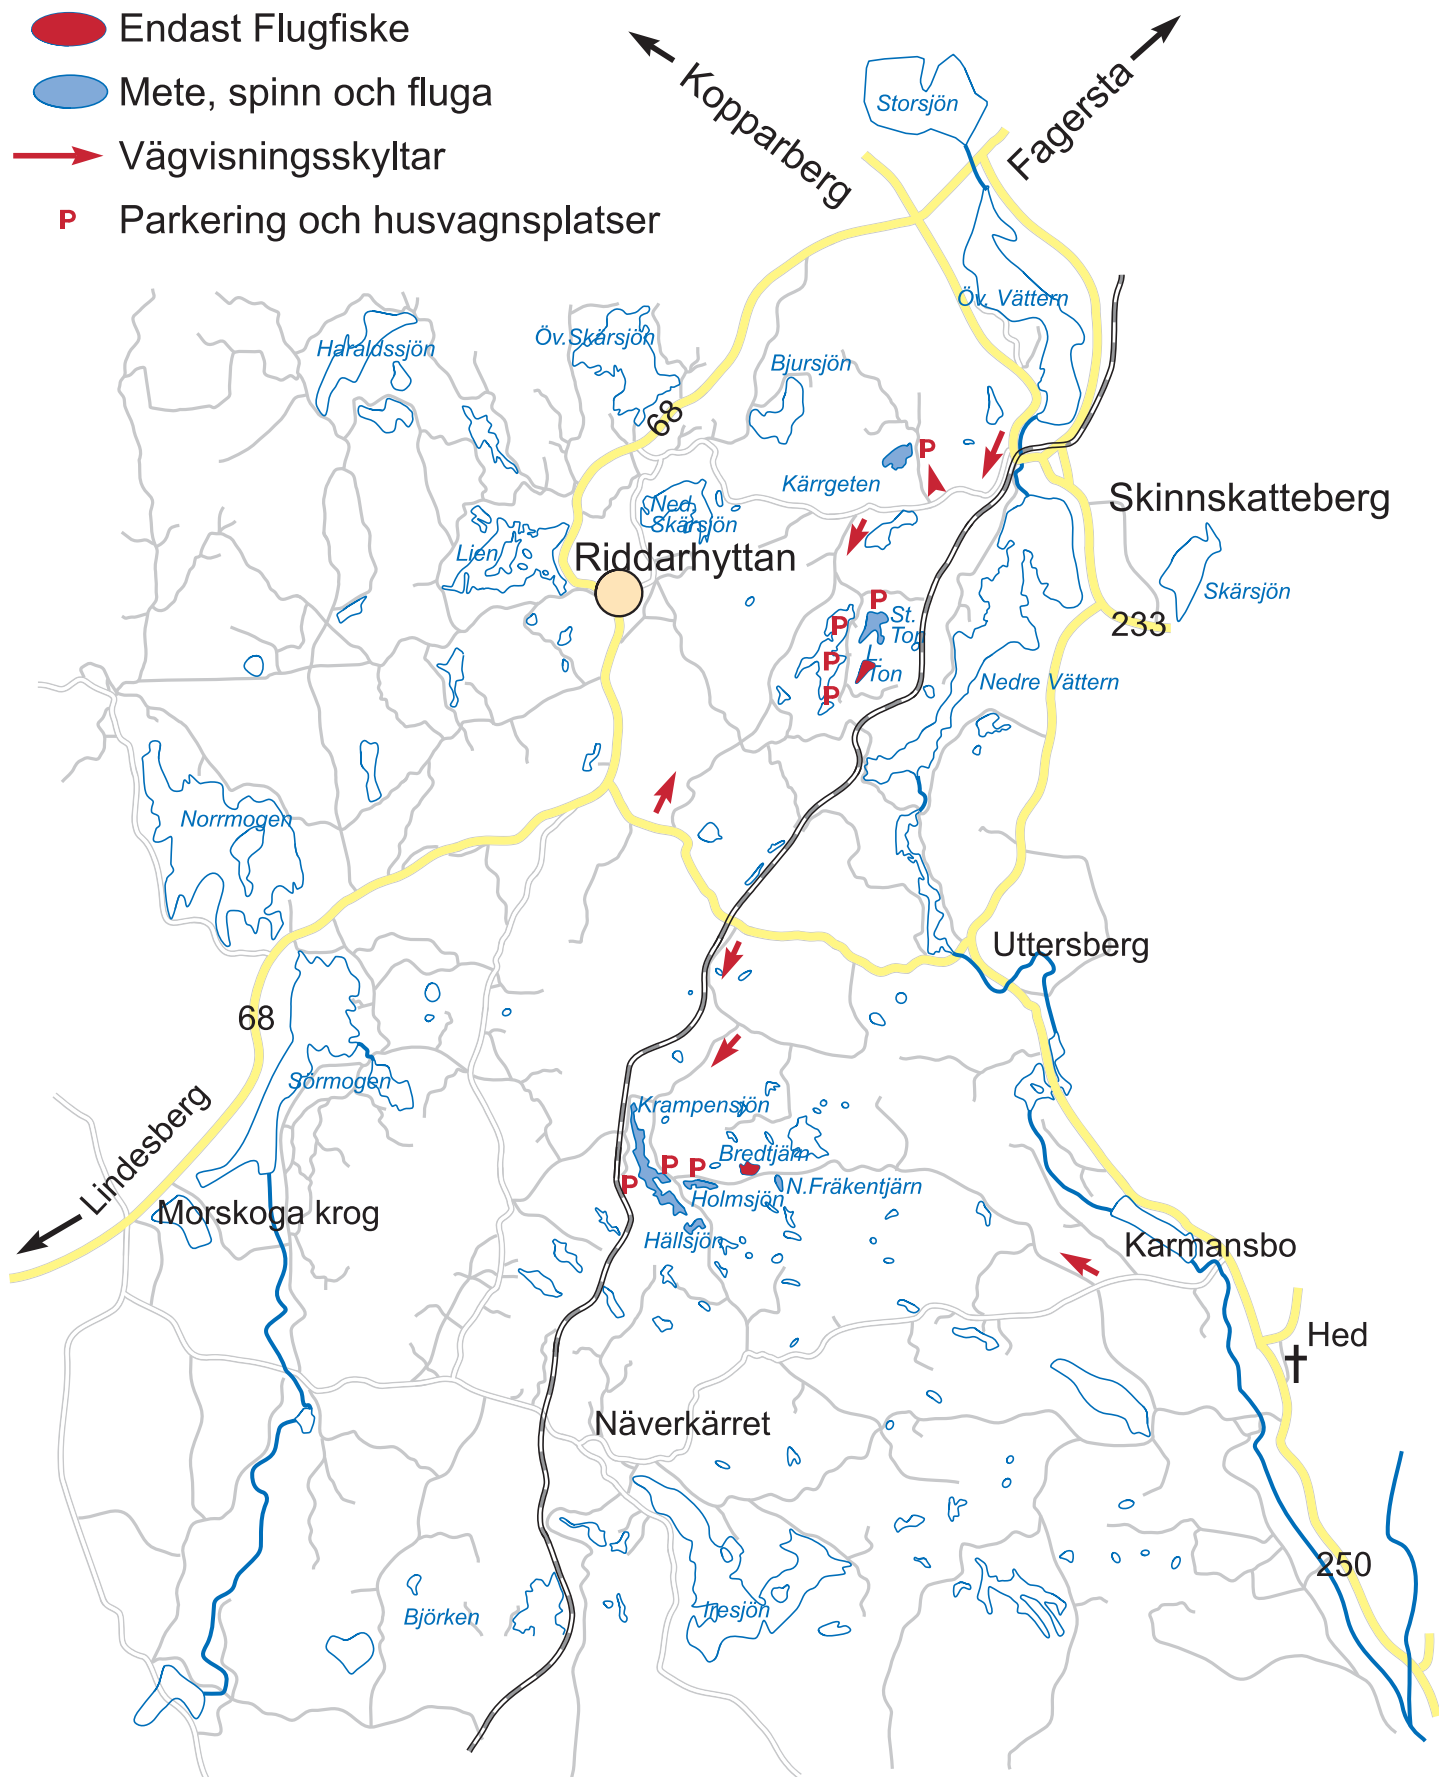 Endast Flugfiske
Mete, spinn och fluga
Vägvisningsskyltar
P Parkering och husvagnsplatser
Kopparberg
Fagersta
Storsjön
Öv. Vättern
Haraldssjön
Öv.Skärsjön
Bjursjön
68
P
Kärrgeten
Skinnskatteberg
Ned.
Skärsjön
Lien
Riddarhyttan
Skärsjön
P
St.
Ton
233
P
P
L
Ton
P
Nedre Vättern
Norrmogen
Uttersberg
68
Sörmogen
Lindesberg
Krampensjön
Bredtjärn
P
P
P
N.Fräkentjärn
Holmsjön
Morskoga krog
Hällsjön
Karmansbo
Hed
Näverkärret
250
Björken
Iresjön